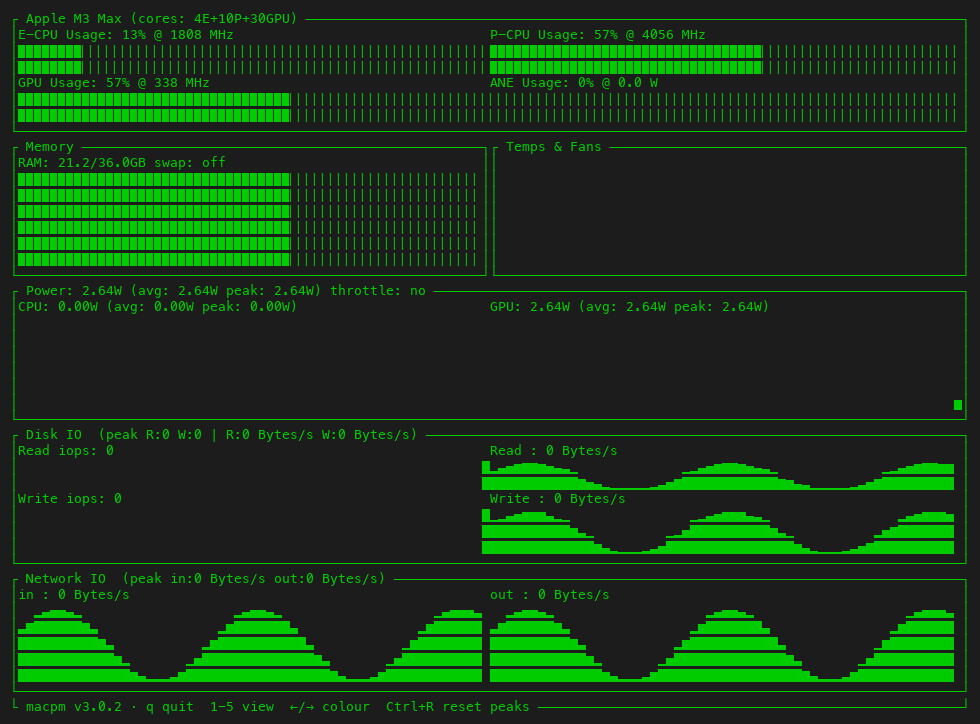 Apple M3 Max (cores: 4E+10P+30GPU)
E-CPU Usage: 13% @ 1808 MHz
P-CPU Usage: 57% @ 4056 MHz
GPU Usage: 57% @ 338 MHz
ANE Usage: 0% @ 0.0 W
Memory
Temps & Fans
RAM: 21.2/36.0GB swap: off
Power: 2.64W (avg: 2.64W peak: 2.64W) throttle: no
CPU: 0.00W (avg: 0.00W peak: 0.00W)
GPU: 2.64W (avg: 2.64W peak: 2.64W)
Disk IO  (peak R:0 W:0 | R:0 Bytes/s W:0 Bytes/s)
Read iops: 0
Read : 0 Bytes/s
Write iops: 0
Write : 0 Bytes/s
Network IO  (peak in:0 Bytes/s out:0 Bytes/s)
in : 0 Bytes/s
out : 0 Bytes/s
macpm v3.0.2 · q quit  1-5 view  ←/→ colour  Ctrl+R reset peaks